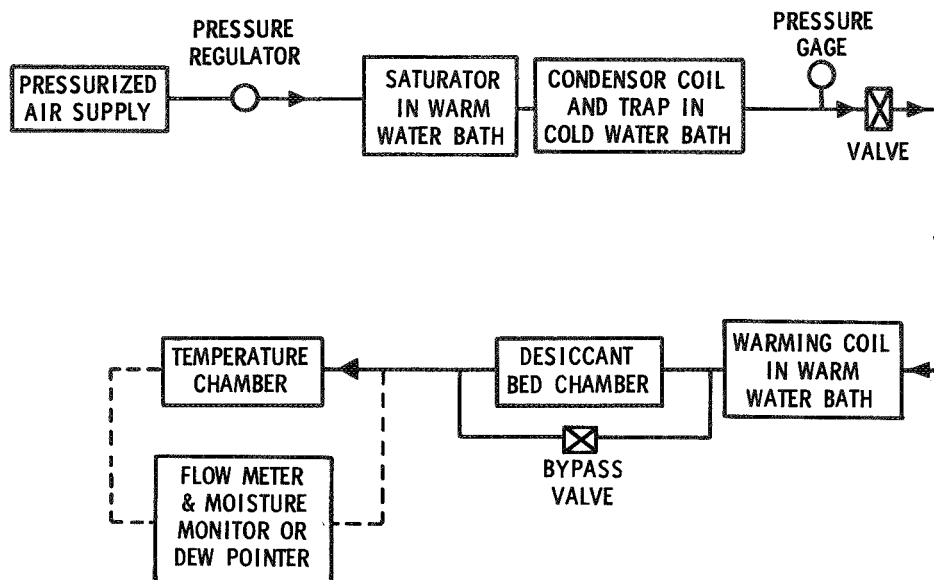 PRESSURE
REGULATOR
PRESSURE
GAGE
PRESSURIZED
AIR SUPPLY
SATURATOR
IN WARM
WATER BATH
CONDENSOR COIL
AND TRAP IN
COLD WATER BATH
VALVE
TEMPERATURE
CHAMBER
DESICCANT
BED CHAMBER
WARMING COIL
IN WARM
WATER BATH
BYPASS
VALVE
FLOW METER
& MOISTURE
MONITOR OR
DEW POINTER